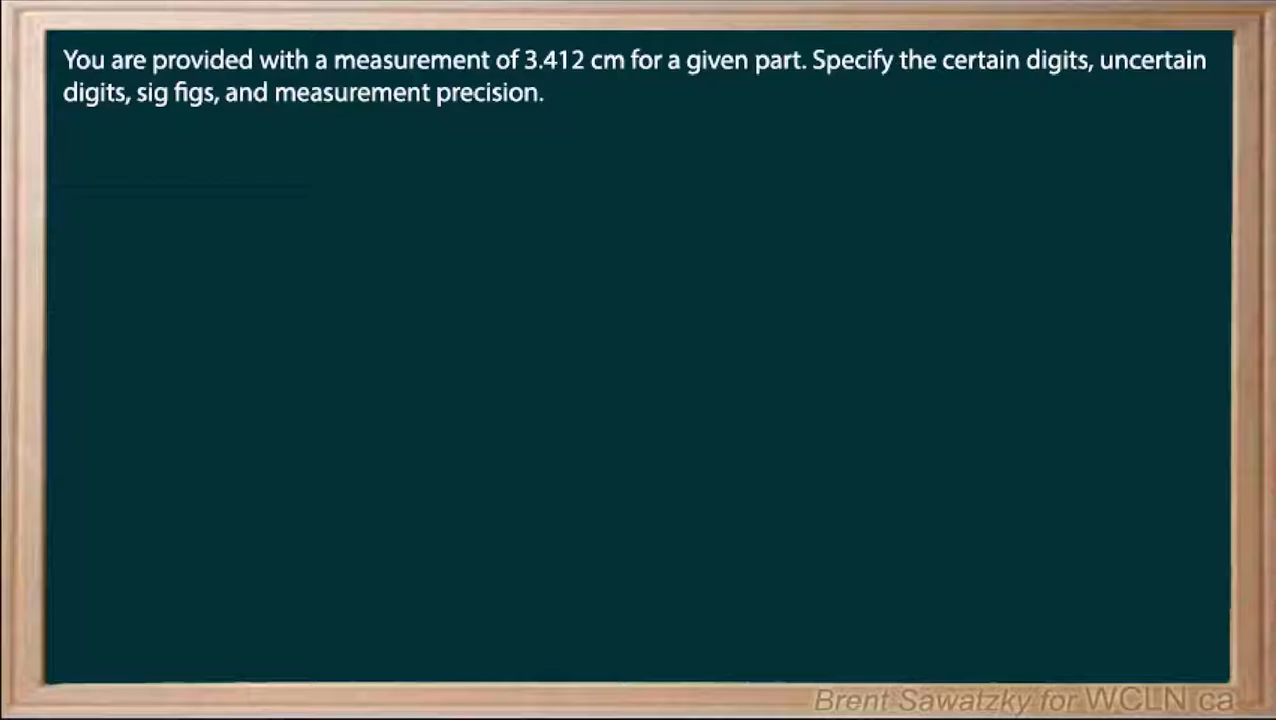 You are provided with a measurement of 3.412 cm for a given part. Specify the certain digits, uncertain
digits, sig figs, and measurement precision.
Brent Sawatzky for WCLN ca